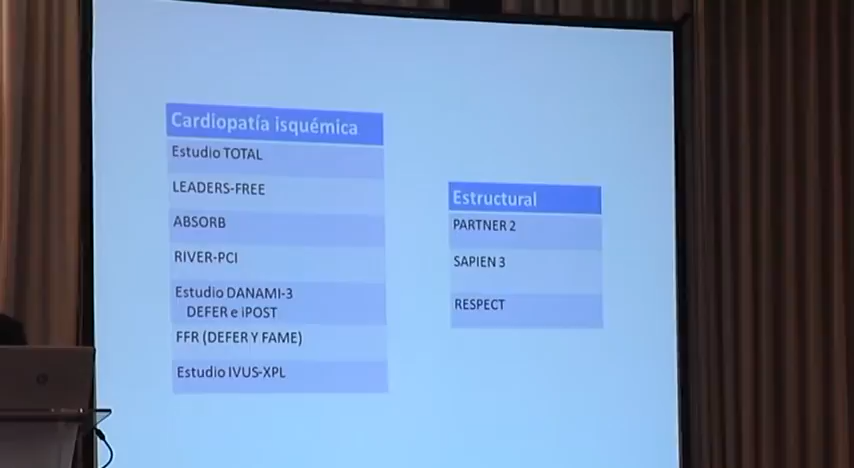 Cardiopatía isquémica
Estudio TOTAL
LEADERS-FREE
ABSORB
RIVER-PCI
Estudio DANAMI-3
DEFER e iPOST
FFR (DEFER Y FAME)
Estudio IVUS-XPL
Estructural
PARTNER 2
SAPIEN 3
RESPECT